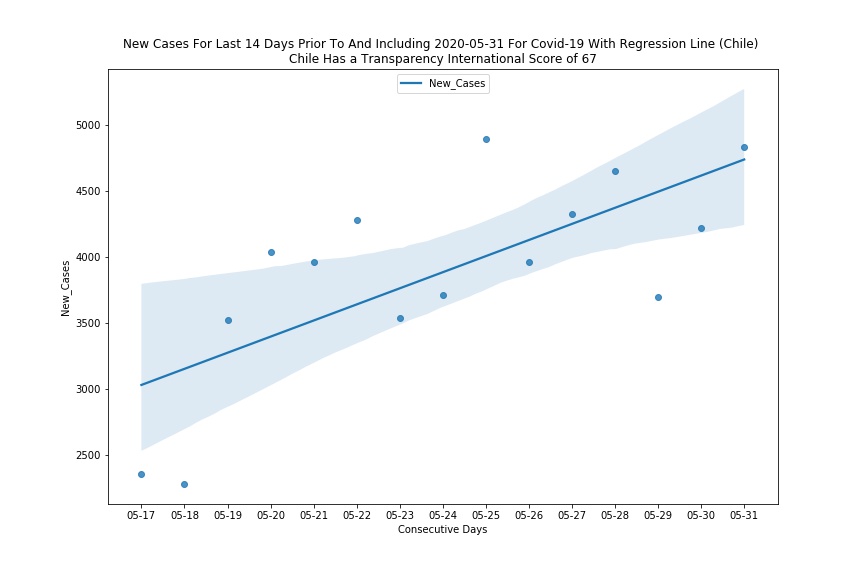 New Cases For Last 14 Days Prior To And Including 2020-05-31 For Covid-19 With Regression Line (Chile)
Chile Has a Transparency International Score of 67
New_Cases
5000
4500
4000
3500
3000
2500
New_Cases
05-17 05-18 05-19 05-20 05-21 05-22 05-23 05-24 05-25 05-26 05-27 05-28 05-29 05-30 05-31
Consecutive Days